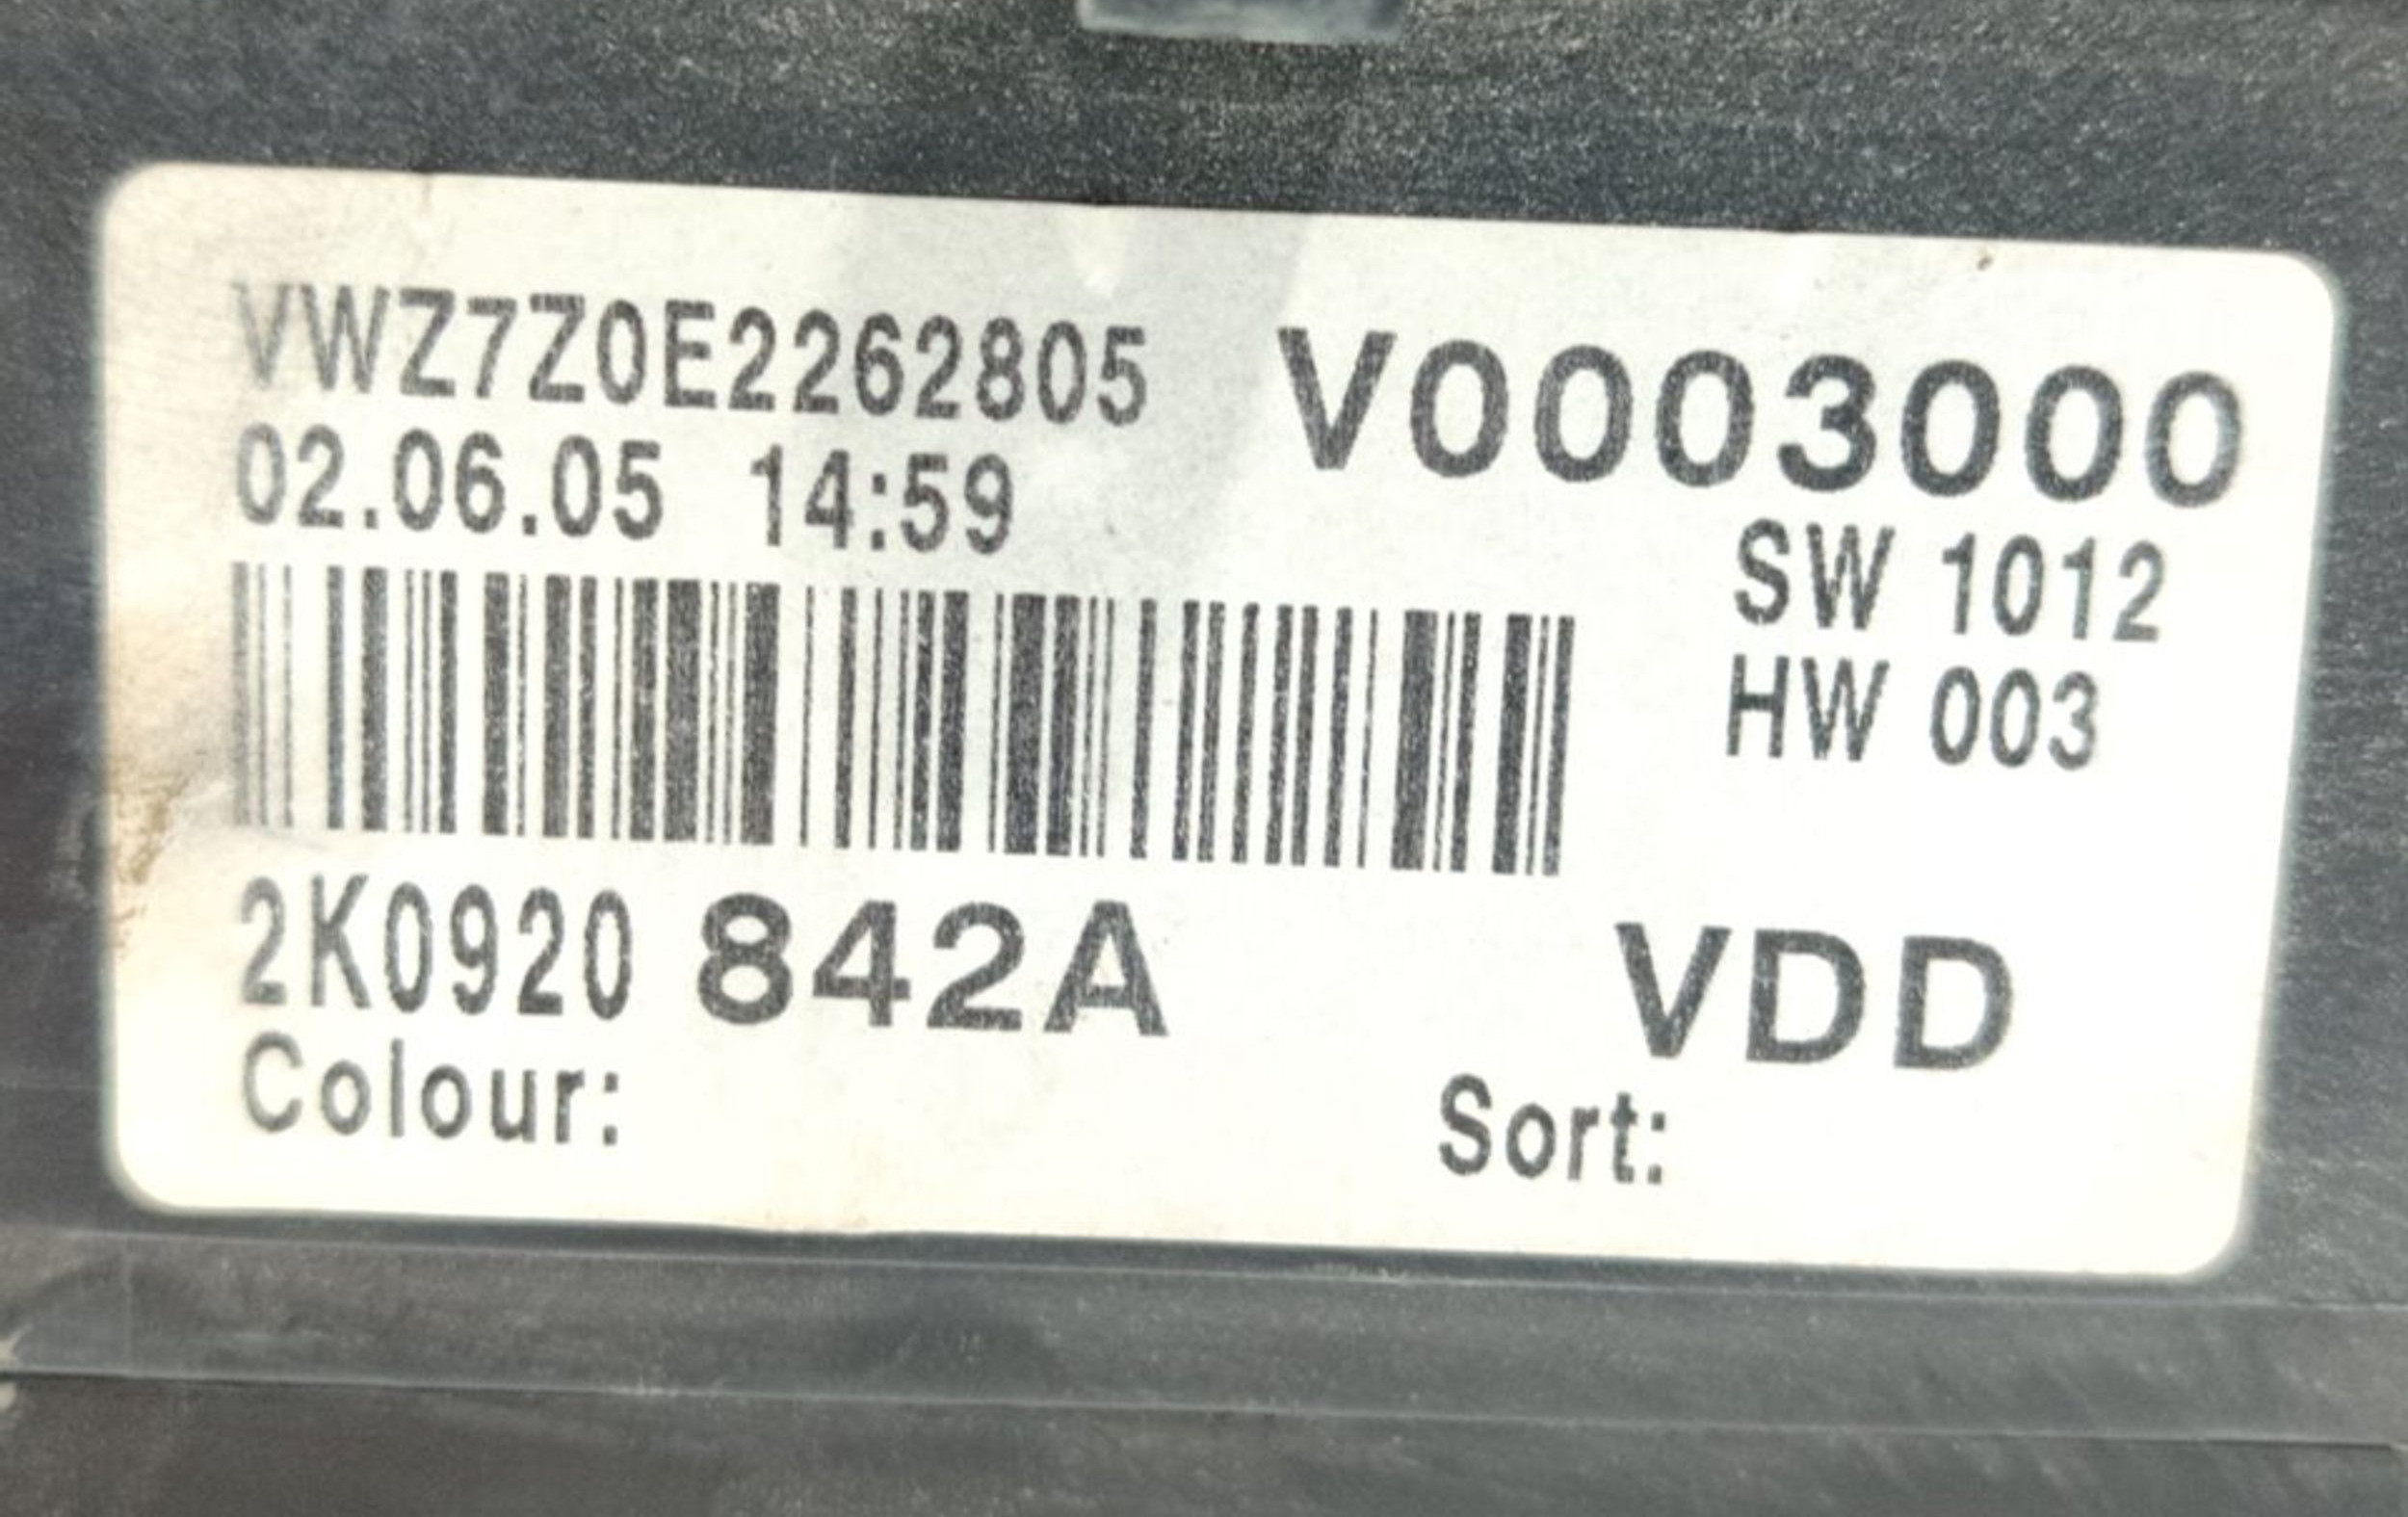 VWZ7Z0E2262805 V0003000
02.06.05 14:59
SW 1012
HW 003
2K0920 842A VDD
Colour: Sort: